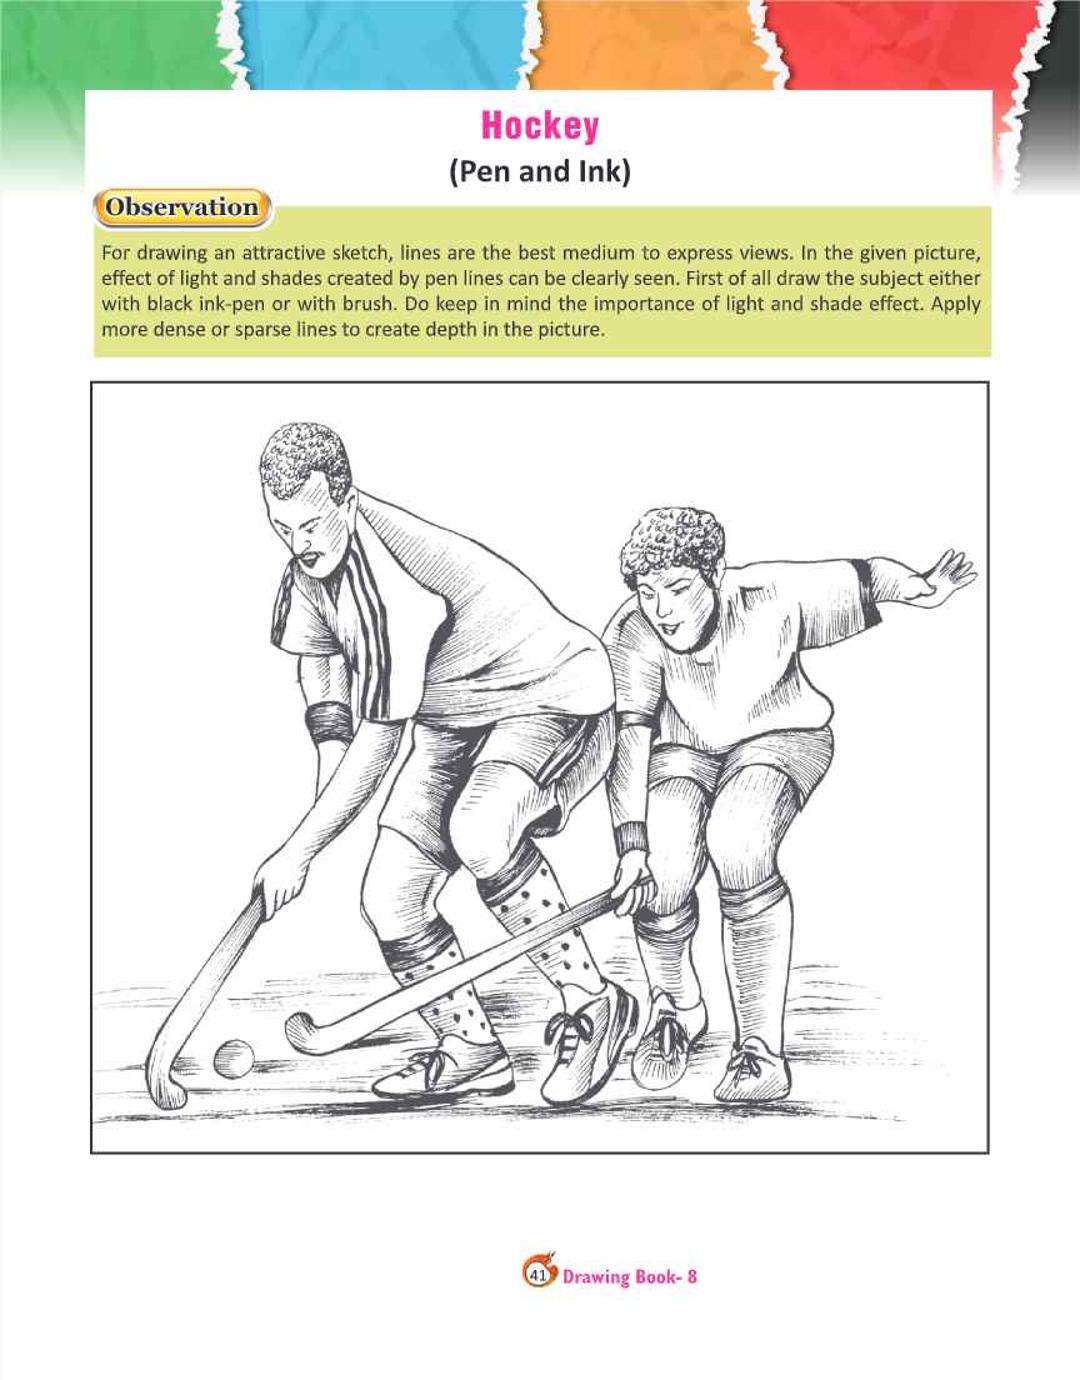 Hockey
(Pen and Ink)
Observation
For drawing an attractive sketch, lines are the best medium to express views. In the given picture,
effect of light and shades created by pen lines can be clearly seen. First of all draw the subject either
with black ink-pen or with brush. Do keep in mind the importance of light and shade effect. Apply
more dense or sparse lines to create depth in the picture.
41 Drawing Book- 8